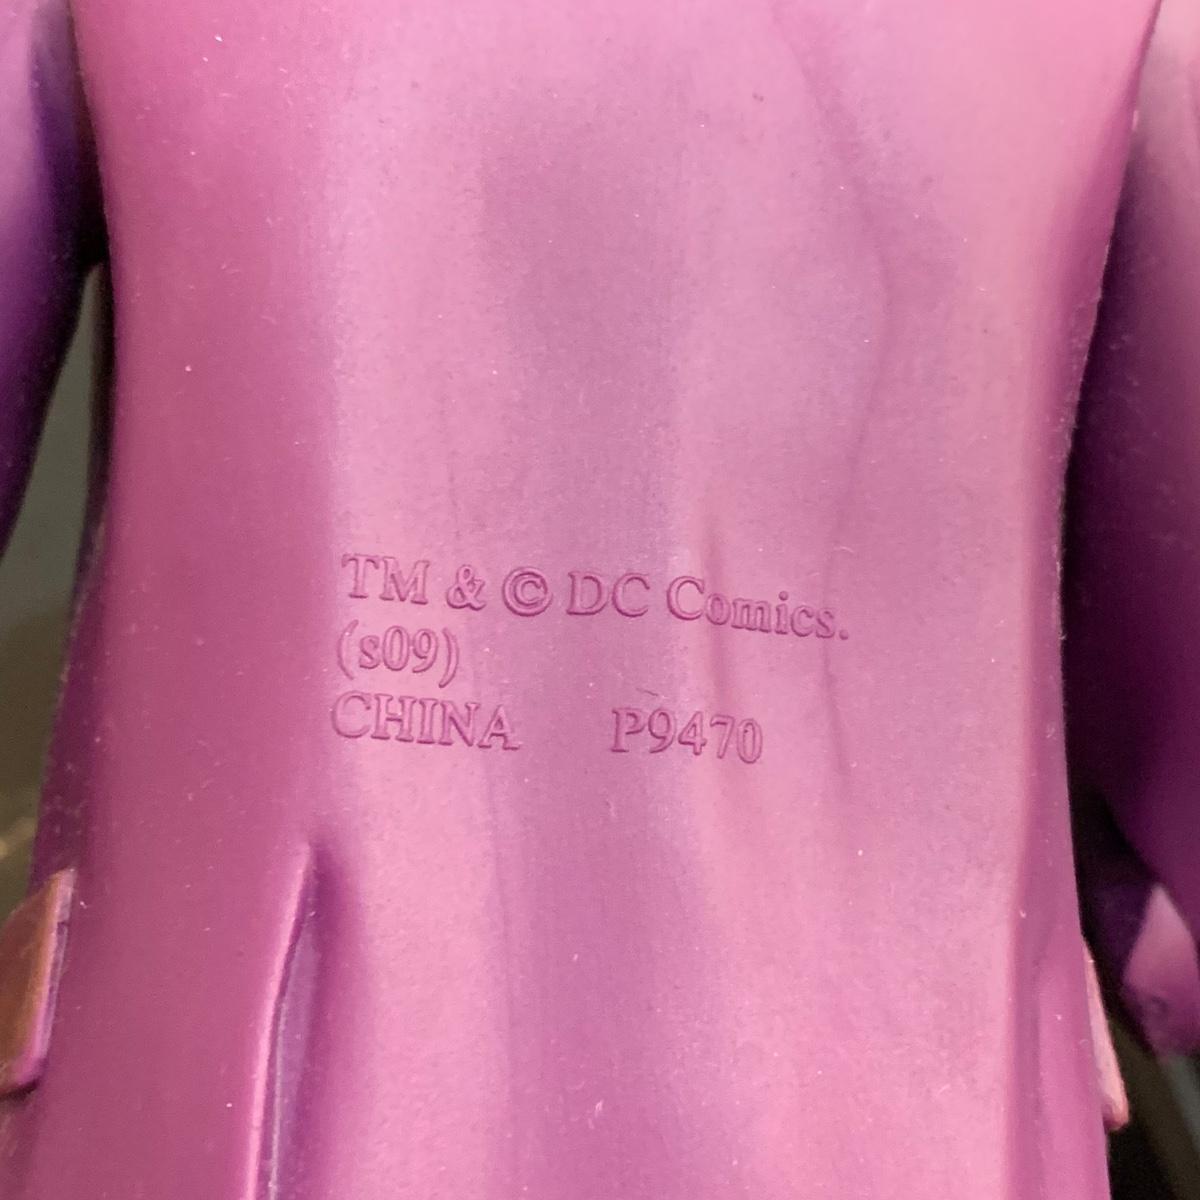 TM & © DC Comics.
(s09)
CHINA P9470